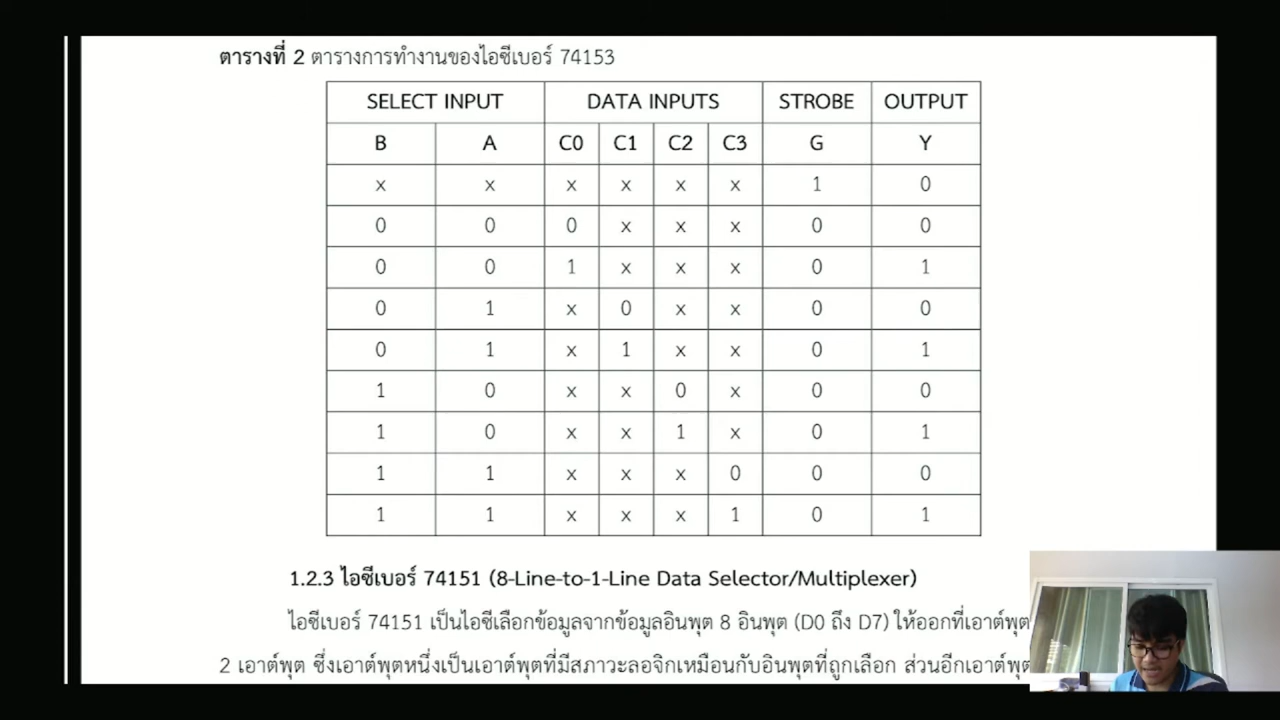 ตารางที่ 2 ตารางการทำงานของไอซีเบอร์ 74153
SELECT INPUT DATA INPUTS STROBE OUTPUT
B A C0 C1 C2 C3 G Y
x x x x x x 1 0
0 0 0 x x x 0 0
0 0 1 x x x 0 1
0 1 x 0 x x 0 0
0 1 x 1 x x 0 1
1 0 x x 0 x 0 0
1 0 x x 1 x 0 1
1 1 x x x 0 0 0
1 1 x x x 1 0 1
1.2.3 ไอซีเบอร์ 74151 (8-Line-to-1-Line Data Selector/Multiplexer)
ไอซีเบอร์ 74151 เป็นไอซีเลือกข้อมูลจากข้อมูลอินพุต 8 อินพุต (D0 ถึง D7) ให้ออกที่เอาต์พุต
2 เอาต์พุต ซึ่งเอาต์พุตหนึ่งเป็นเอาต์พุตที่มีสภาวะลอจิกเหมือนกับอินพุตที่ถูกเลือก ส่วนอีกเอาต์พุต